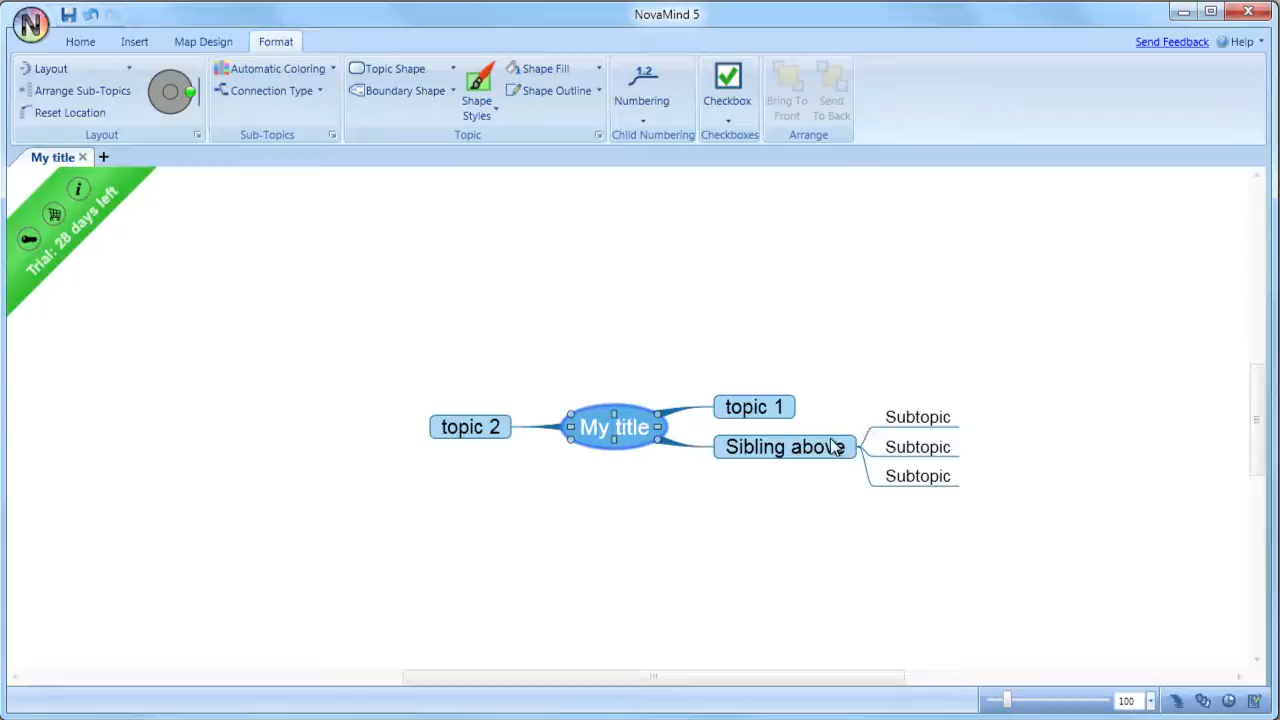 NovaMind 5
N
Home Insert Map Design Format Send Feedback Help
Layout Automatic Coloring Topic Shape Shape Fill 1.2
Arrange Sub-Topics Connection Type Boundary Shape Shape Styles Shape Outline Numbering Checkbox Bring To Front Send To Back
Reset Location
Layout Sub-Topics Topic Child Numbering Checkboxes Arrange
My title
i
Trial: 28 days left
topic 1
Subtopic
topic 2 My title
Sibling above Subtopic
Subtopic
100